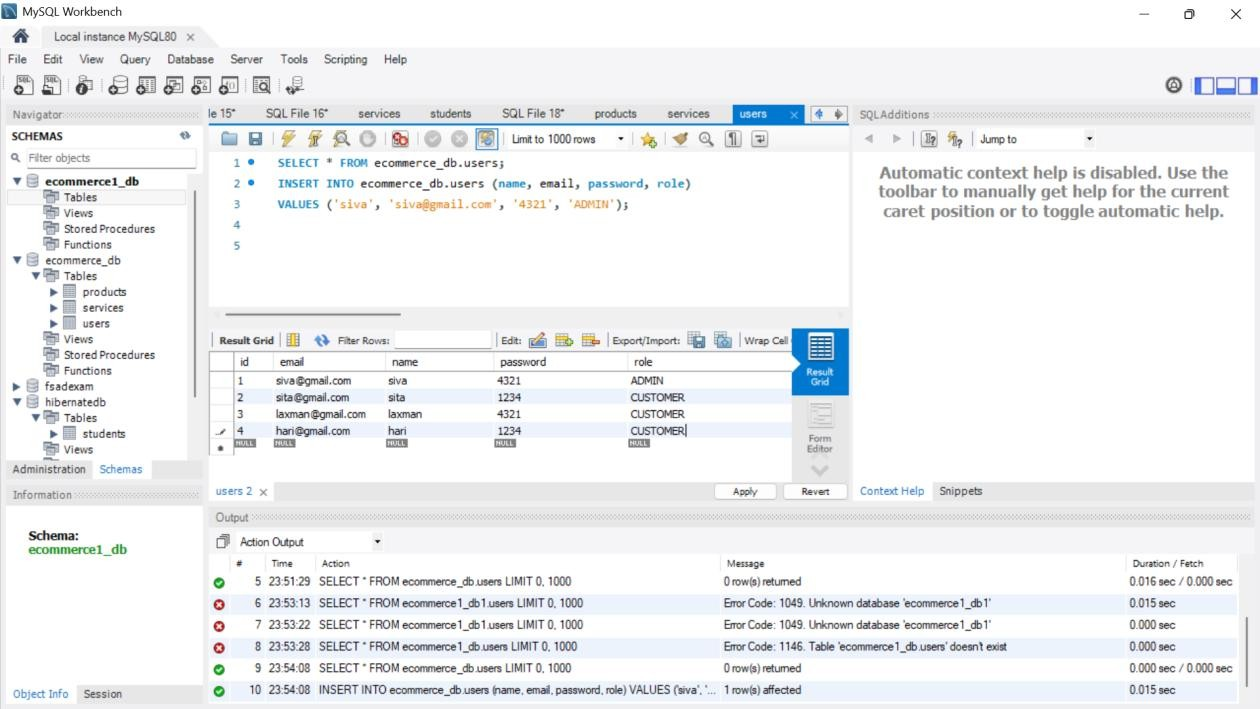 MySQL Workbench
Local instance MySQL80
File Edit View Query Database Server Tools Scripting Help
Navigator
SCHEMAS
Filter objects
ecommerce1_db
Tables
Views
Stored Procedures
Functions
ecommerce_db
Tables
products
services
users
Views
Stored Procedures
Functions
fsadexam
hibernatedb
Tables
students
Views
Administration Schemas
Information
Schema:
ecommerce1_db
Object Info Session
le 15* SQL File 16* services students SQL File 18* products services users
Limit to 1000 rows
1 SELECT * FROM ecommerce_db.users;
2 INSERT INTO ecommerce_db.users (name, email, password, role)
3 VALUES ('siva', 'siva@gmail.com', '4321', 'ADMIN');
4
5
Result Grid Filter Rows: Edit: Export/Import: Wrap Cell
id email name password role
1 siva@gmail.com siva 4321 ADMIN
2 sita@gmail.com sita 1234 CUSTOMER
3 laxman@gmail.com laxman 4321 CUSTOMER
4 hari@gmail.com hari 1234 CUSTOMER
NULL NULL NULL NULL NULL
Result
Grid
Form
Editor
users 2 Apply Revert
SQLAdditions
Jump to
Automatic context help is disabled. Use the
toolbar to manually get help for the current
caret position or to toggle automatic help.
Context Help Snippets
Output
Action Output
# Time Action Message Duration / Fetch
5 23:51:29 SELECT * FROM ecommerce_db.users LIMIT 0, 1000 0 row(s) returned 0.016 sec / 0.000 sec
6 23:53:13 SELECT * FROM ecommerce1_db1.users LIMIT 0, 1000 Error Code: 1049. Unknown database 'ecommerce1_db1' 0.015 sec
7 23:53:22 SELECT * FROM ecommerce1_db1.users LIMIT 0, 1000 Error Code: 1049. Unknown database 'ecommerce1_db1' 0.000 sec
8 23:53:28 SELECT * FROM ecommerce1_db.users LIMIT 0, 1000 Error Code: 1146. Table 'ecommerce1_db.users' doesn't exist 0.000 sec
9 23:54:08 SELECT * FROM ecommerce_db.users LIMIT 0, 1000 0 row(s) returned 0.000 sec / 0.000 sec
10 23:54:08 INSERT INTO ecommerce_db.users (name, email, password, role) VALUES ('siva', '... 1 row(s) affected 0.015 sec